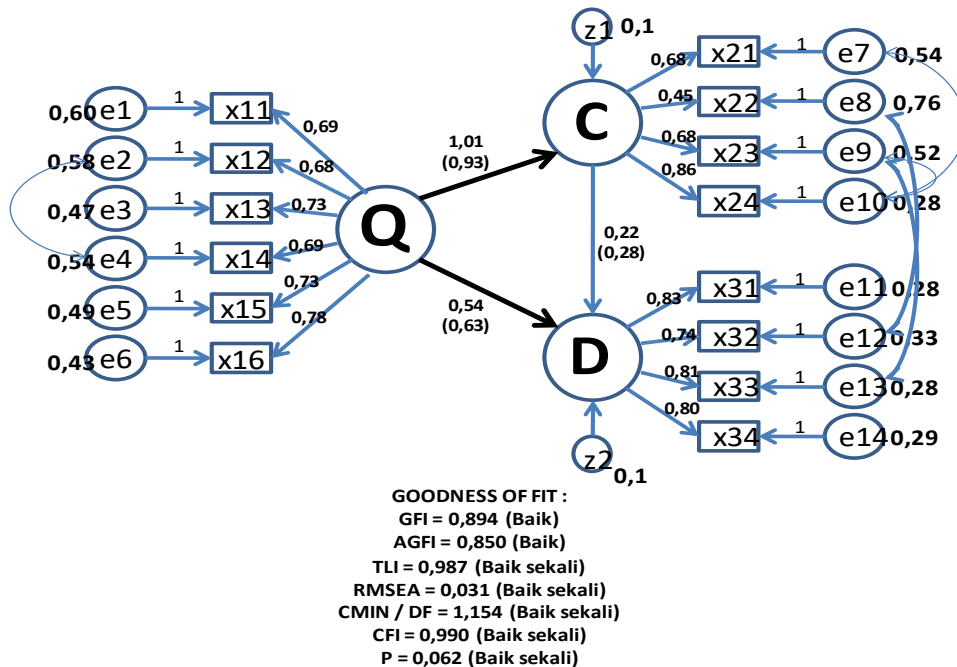 z1 0,1
0,60 e1 1 x11
0,58 e2 1 x12
0,47 e3 1 x13
0,54 e4 1 x14
0,49 e5 1 x15
0,43 e6 1 x16
0,69
0,68
0,73
0,69
0,73
0,78
Q
1,01
(0,93)
0,54
(0,63)
C
0,22
(0,28)
D
0,68 x21 1 e7 0,54
0,45 x22 1 e8 0,76
0,68 x23 1 e9 0,52
0,86 x24 1 e10 0,28
0,83 x31 1 e11 0,28
0,74 x32 1 e12 0,33
0,81 x33 1 e13 0,28
0,80 x34 1 e14 0,29
z2 0,1
GOODNESS OF FIT :
GFI = 0,894 (Baik)
AGFI = 0,850 (Baik)
TLI = 0,987 (Baik sekali)
RMSEA = 0,031 (Baik sekali)
CMIN / DF = 1,154 (Baik sekali)
CFI = 0,990 (Baik sekali)
P = 0,062 (Baik sekali)